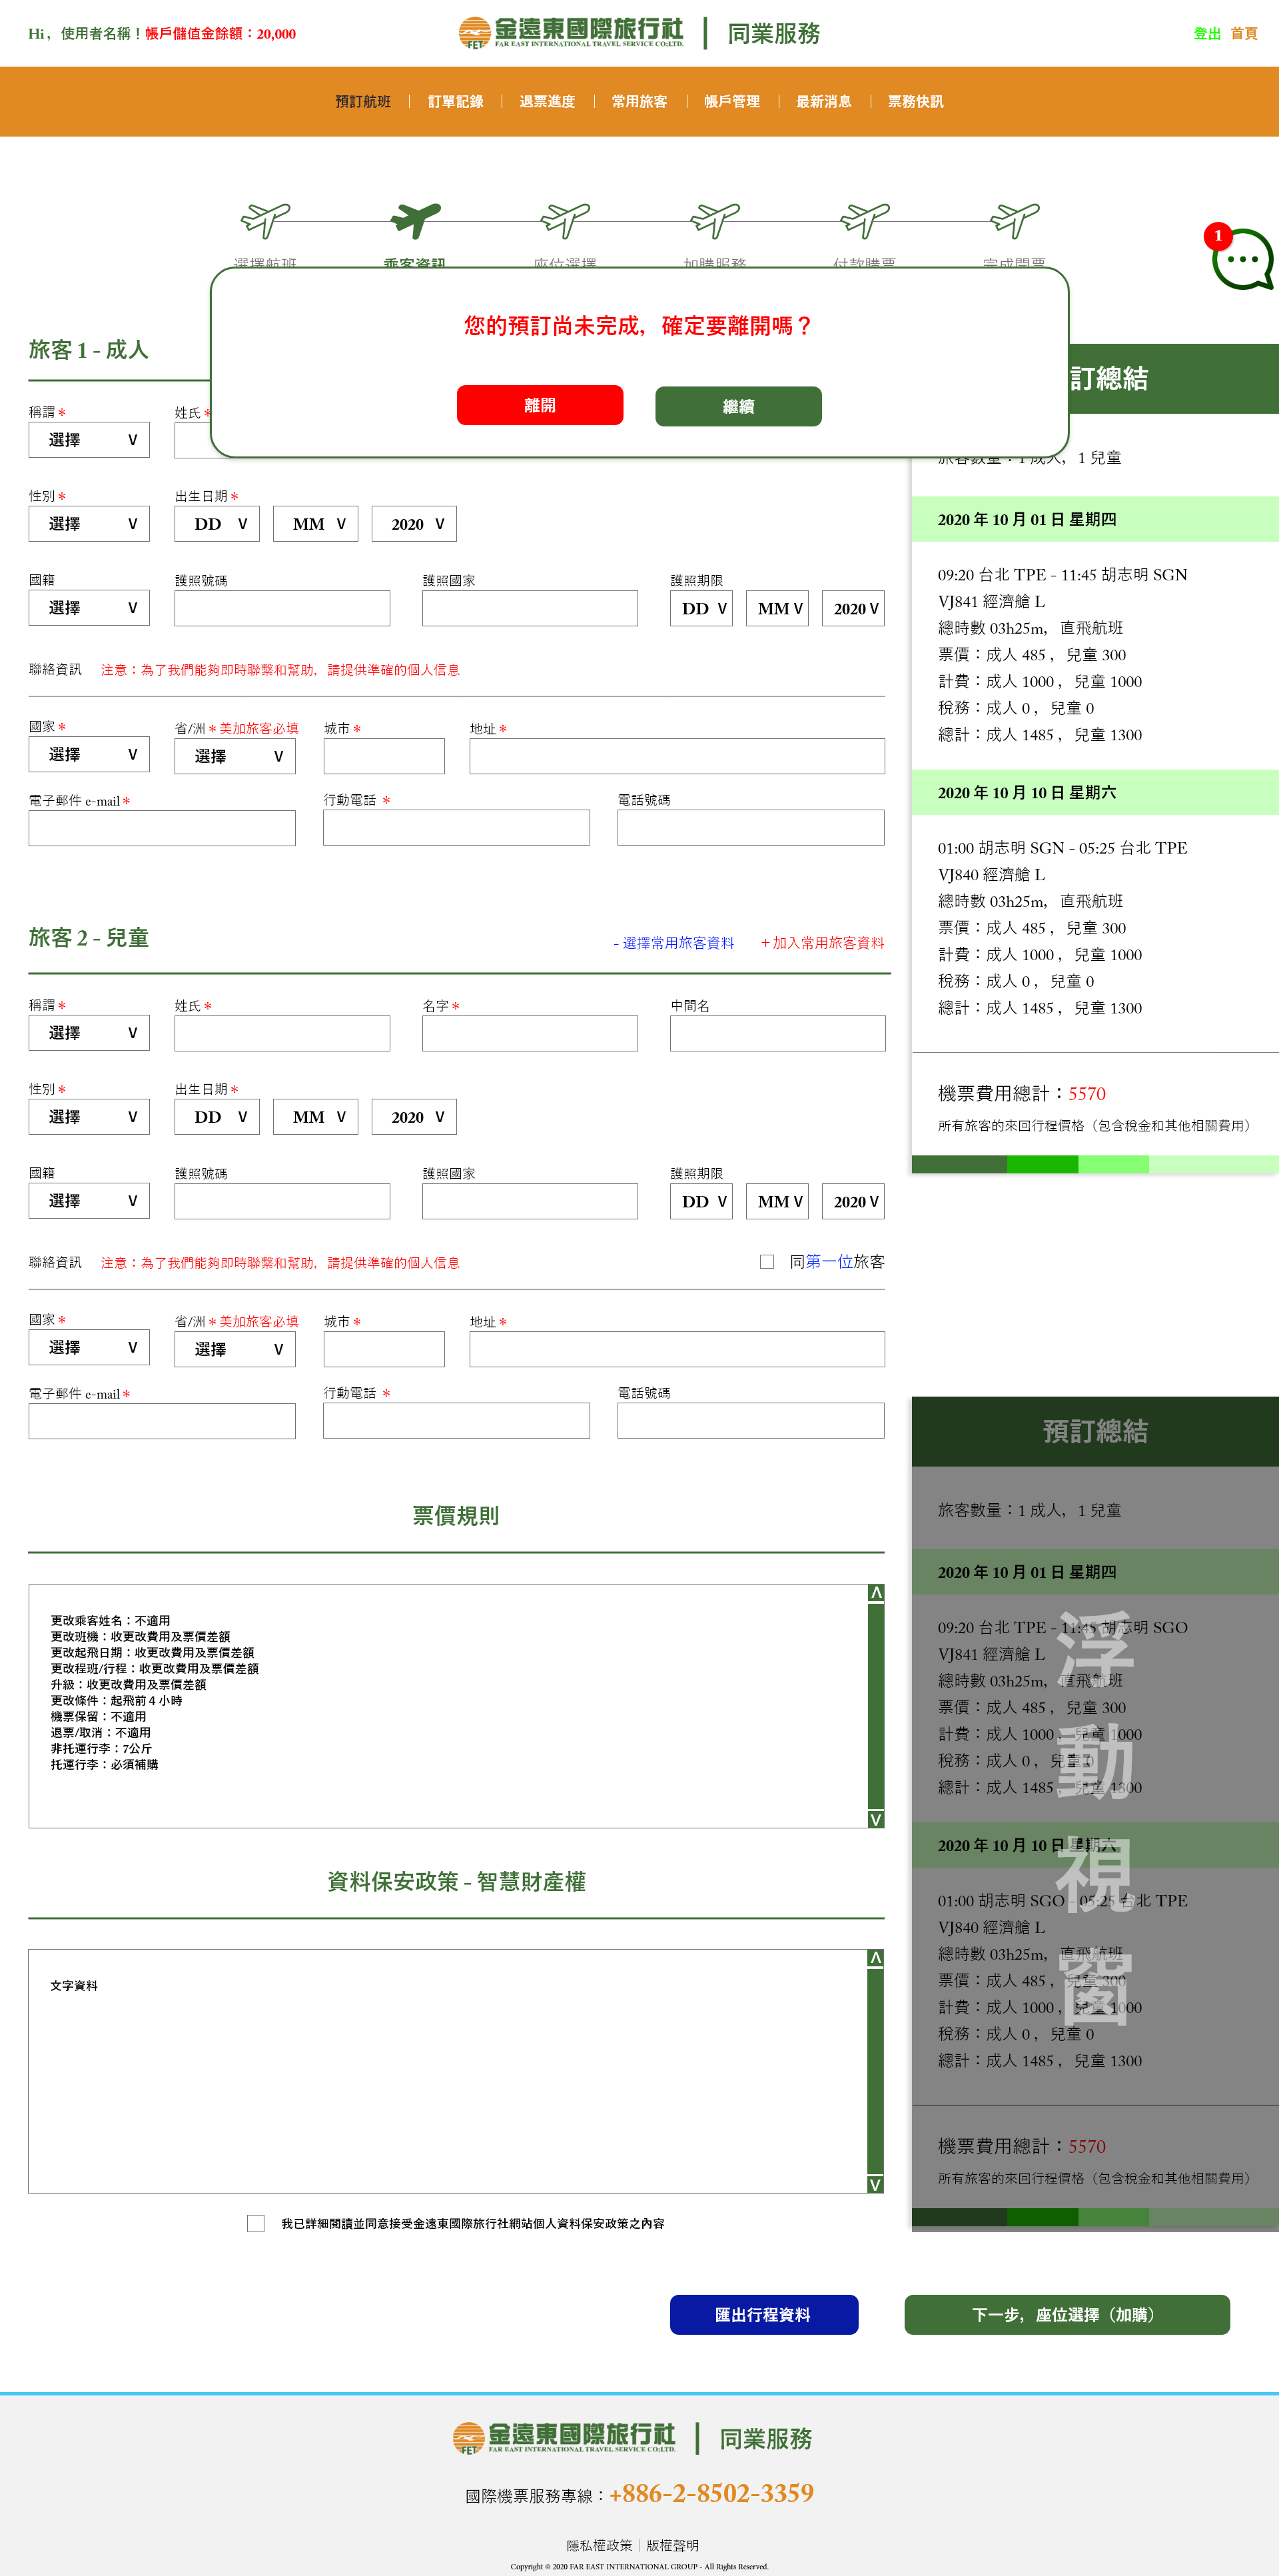 Hi， 使用者名稱！帳戶儲值金餘額：20,000
金遠東國際旅行社
FAR EAST INTERNATIONAL TRAVEL SERVICE CO;LTD.
FET
同業服務
登出 首頁
預訂航班 訂單記錄 退票進度 常用旅客 帳戶管理 最新消息 票務快訊
選擇航班 乘客資訊 座位選擇 加購服務 付款購票 完成開票
1
您的預訂尚未完成，確定要離開嗎？
離開 繼續
旅客 1 - 成人
稱謂＊ 姓氏＊
選擇 V
性別＊ 出生日期＊
選擇 V DD V MM V 2020 V
國籍 護照號碼 護照國家 護照期限
選擇 V DD V MM V 2020 V
聯絡資訊 注意：為了我們能夠即時聯繫和幫助，請提供準確的個人信息
國家＊ 省/洲＊美加旅客必填 城市＊ 地址＊
選擇 V 選擇 V
電子郵件 e-mail＊ 行動電話 ＊ 電話號碼
訂總結
旅客數量：1 成人，1 兒童
2020 年 10 月 01 日 星期四
09:20 台北 TPE - 11:45 胡志明 SGN
VJ841 經濟艙 L
總時數 03h25m，直飛航班
票價：成人 485 ，兒童 300
計費：成人 1000 ，兒童 1000
稅務：成人 0 ，兒童 0
總計：成人 1485 ，兒童 1300
2020 年 10 月 10 日 星期六
01:00 胡志明 SGN - 05:25 台北 TPE
VJ840 經濟艙 L
總時數 03h25m，直飛航班
票價：成人 485 ，兒童 300
計費：成人 1000 ，兒童 1000
稅務：成人 0 ，兒童 0
總計：成人 1485 ，兒童 1300
機票費用總計：5570
所有旅客的來回行程價格（包含稅金和其他相關費用）
旅客 2 - 兒童 - 選擇常用旅客資料 + 加入常用旅客資料
稱謂＊ 姓氏＊ 名字＊ 中間名
選擇 V
性別＊ 出生日期＊
選擇 V DD V MM V 2020 V
國籍 護照號碼 護照國家 護照期限
選擇 V DD V MM V 2020 V
聯絡資訊 注意：為了我們能夠即時聯繫和幫助，請提供準確的個人信息 同第一位旅客
國家＊ 省/洲＊美加旅客必填 城市＊ 地址＊
選擇 V 選擇 V
電子郵件 e-mail＊ 行動電話 ＊ 電話號碼
票價規則
更改乘客姓名：不適用
更改班機：收更改費用及票價差額
更改起飛日期：收更改費用及票價差額
更改程班/行程：收更改費用及票價差額
升級：收更改費用及票價差額
更改條件：起飛前 4 小時
機票保留：不適用
退票/取消：不適用
非托運行李：7公斤
托運行李：必須補購
資料保安政策 - 智慧財產權
文字資料
我已詳細閱讀並同意接受金遠東國際旅行社網站個人資料保安政策之內容
預訂總結
旅客數量：1 成人，1 兒童
2020 年 10 月 01 日 星期四
09:20 台北 TPE - 11:45 胡志明 SGO
VJ841 經濟艙 L
總時數 03h25m，直飛航班
票價：成人 485 ，兒童 300
計費：成人 1000 ，兒童 1000
稅務：成人 0 ，兒童 0
總計：成人 1485 ，兒童 1300
2020 年 10 月 10 日 星期六
01:00 胡志明 SGO - 05:25 台北 TPE
VJ840 經濟艙 L
總時數 03h25m，直飛航班
票價：成人 485 ，兒童 300
計費：成人 1000 ，兒童 1000
稅務：成人 0 ，兒童 0
總計：成人 1485 ，兒童 1300
機票費用總計：5570
所有旅客的來回行程價格（包含稅金和其他相關費用）
浮動視窗
匯出行程資料 下一步，座位選擇（加購）
金遠東國際旅行社
FAR EAST INTERNATIONAL TRAVEL SERVICE CO;LTD.
FET
同業服務
國際機票服務專線：+886-2-8502-3359
隱私權政策｜版權聲明
Copyright © 2020 FAR EAST INTERNATIONAL GROUP - All Rights Reserved.